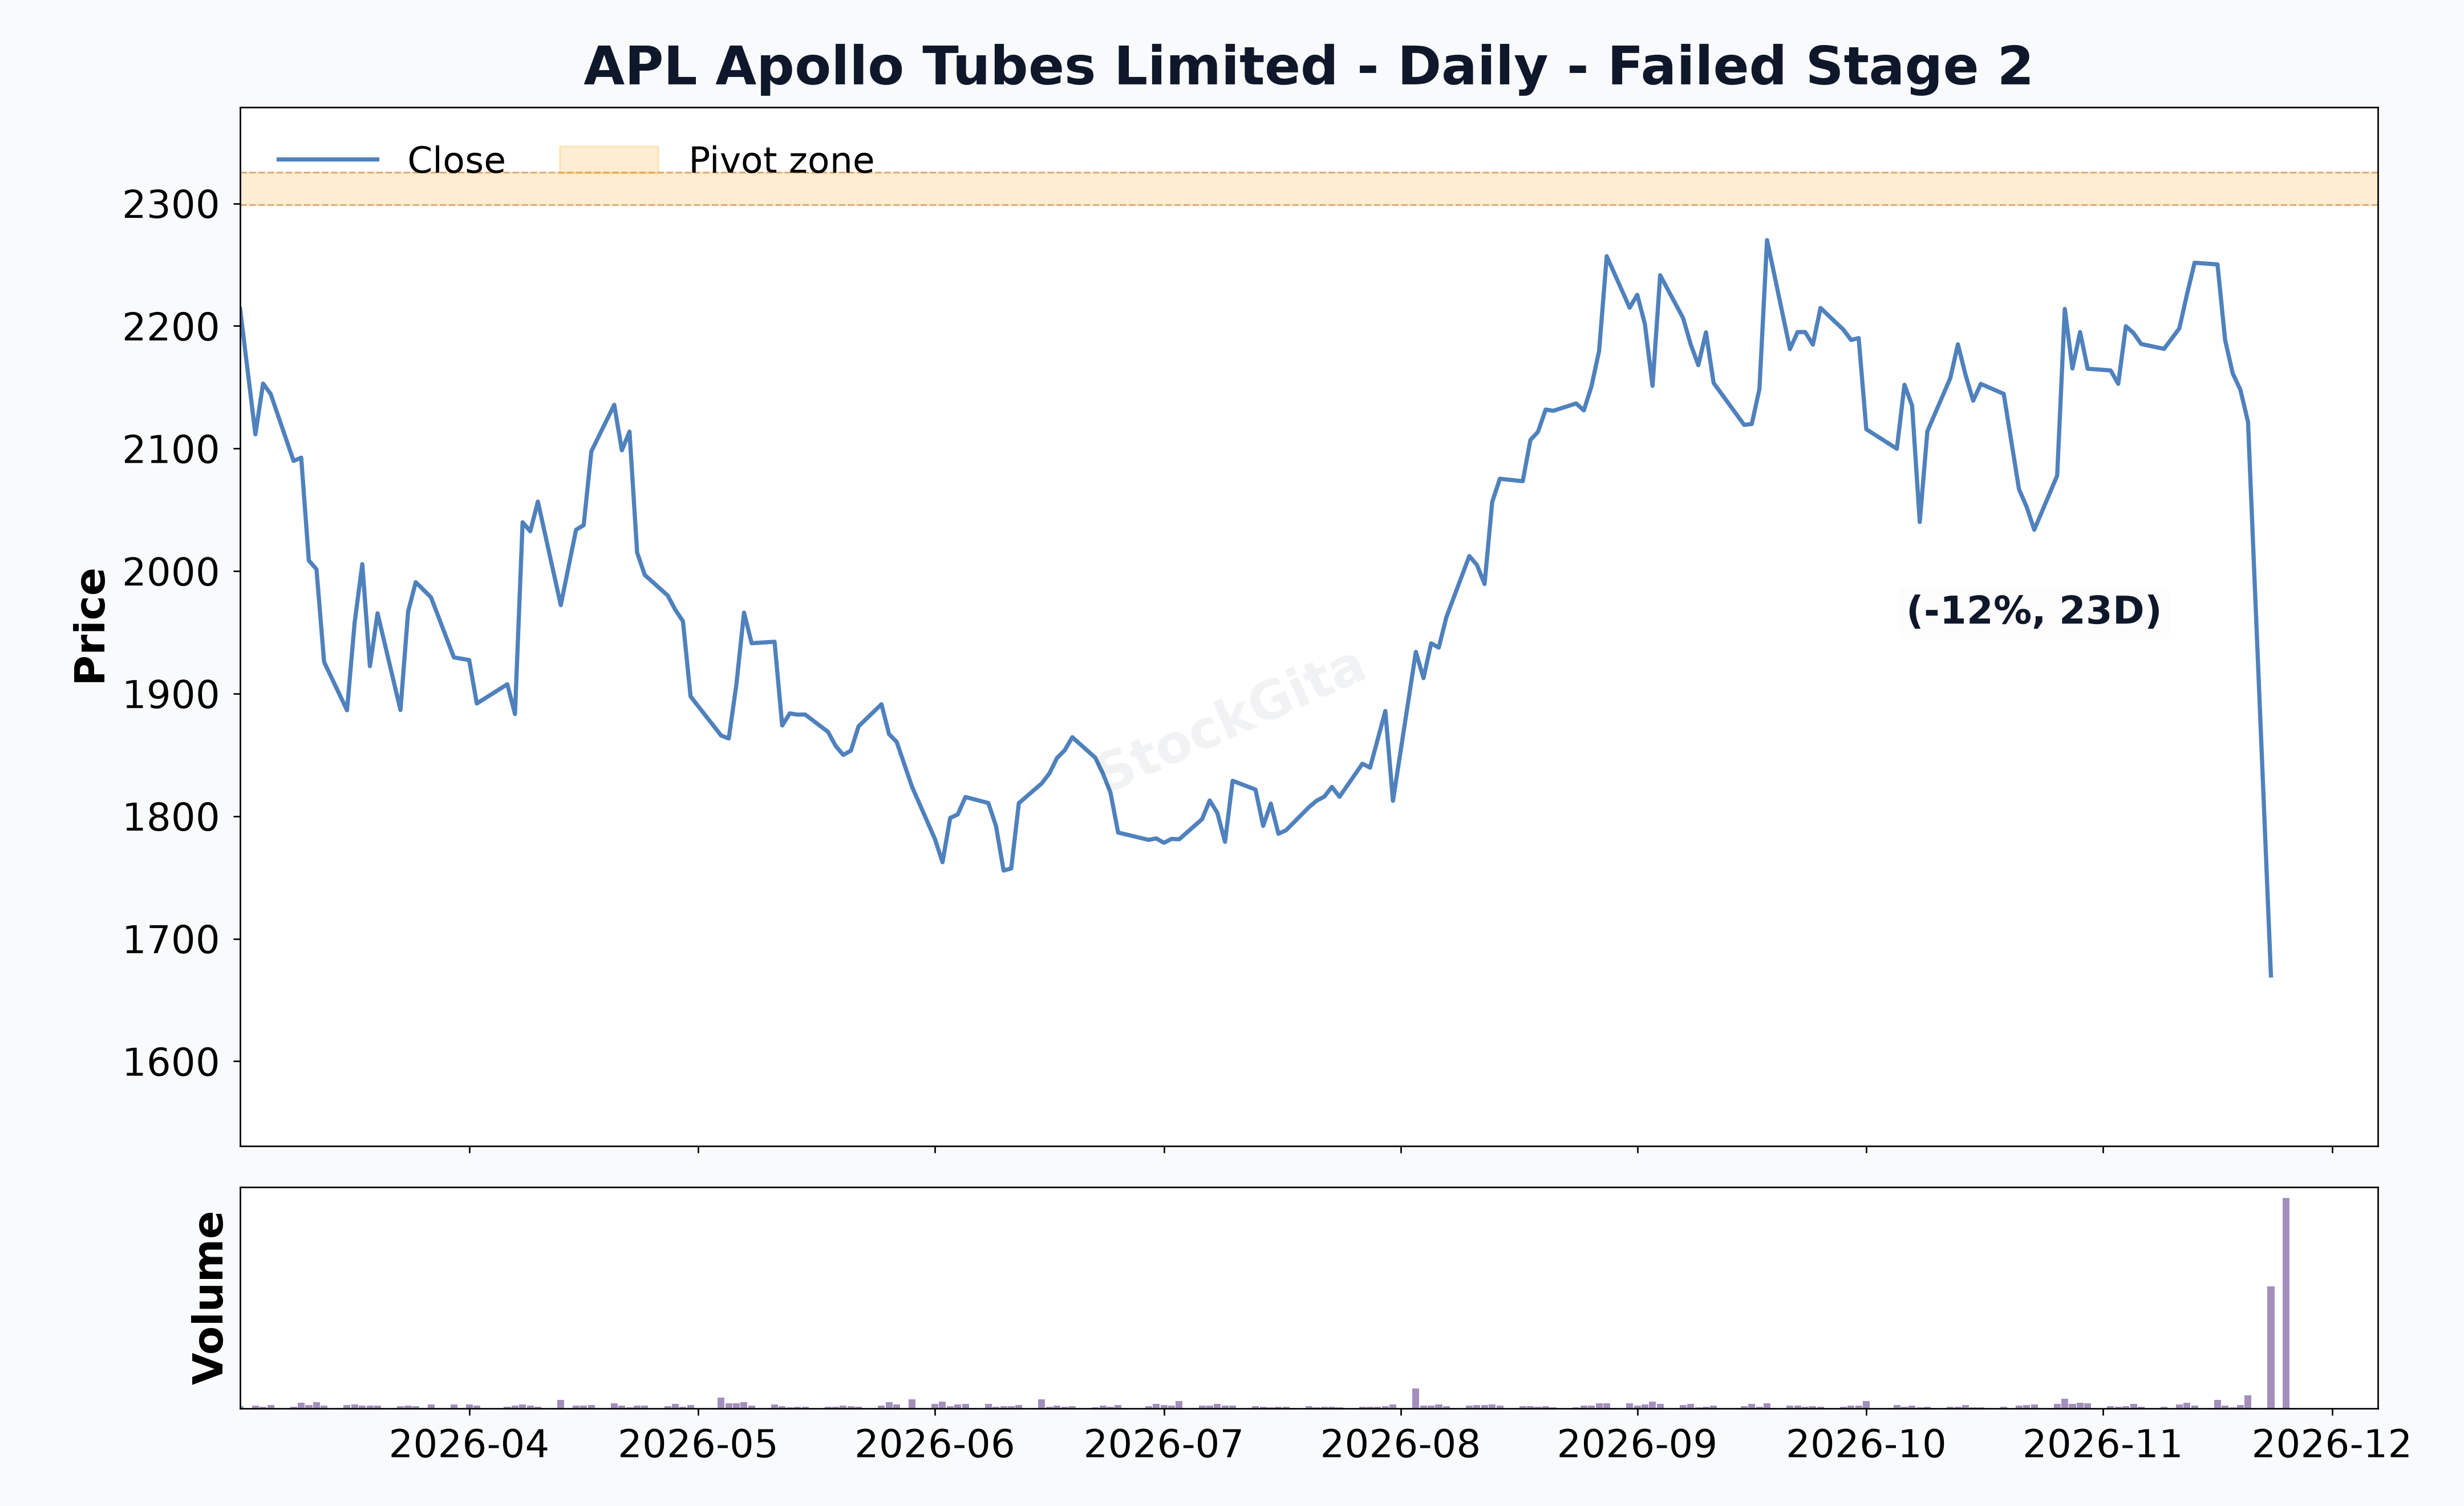 APL Apollo Tubes Limited - Daily - Failed Stage 2
Close
Pivot zone
2300
2200
2100
2000
1900
1800
1700
1600
Price
(-12%, 23D)
StockGita
Volume
2026-04
2026-05
2026-06
2026-07
2026-08
2026-09
2026-10
2026-11
2026-12